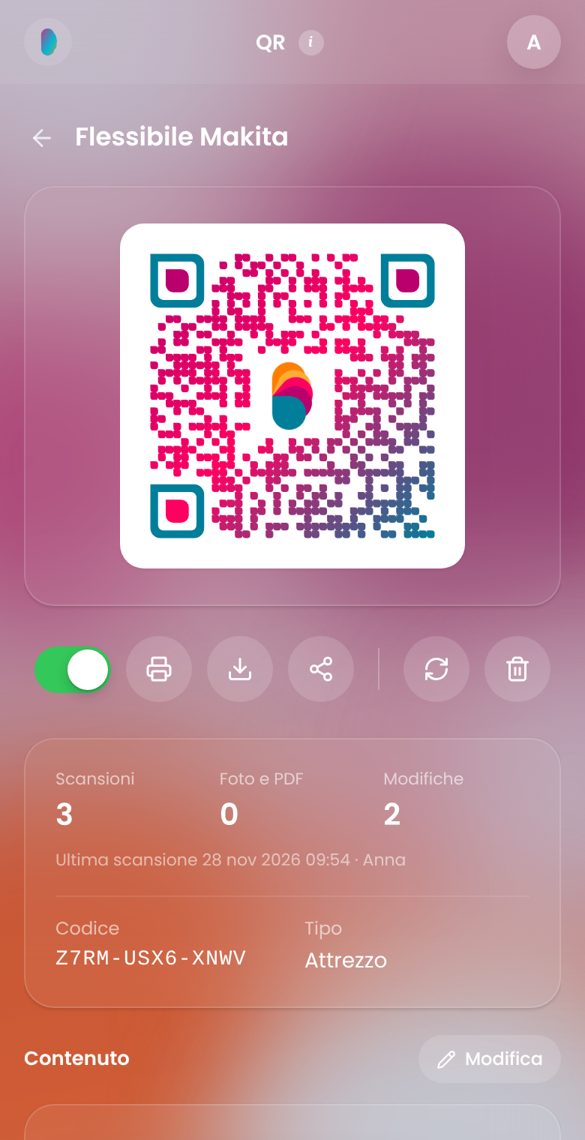 QR i A
Flessibile Makita
Scansioni Foto e PDF Modifiche
3 0 2
Ultima scansione 28 nov 2026 09:54 · Anna
Codice Tipo
Z7RM-USX6-XNWV Attrezzo
Contenuto Modifica